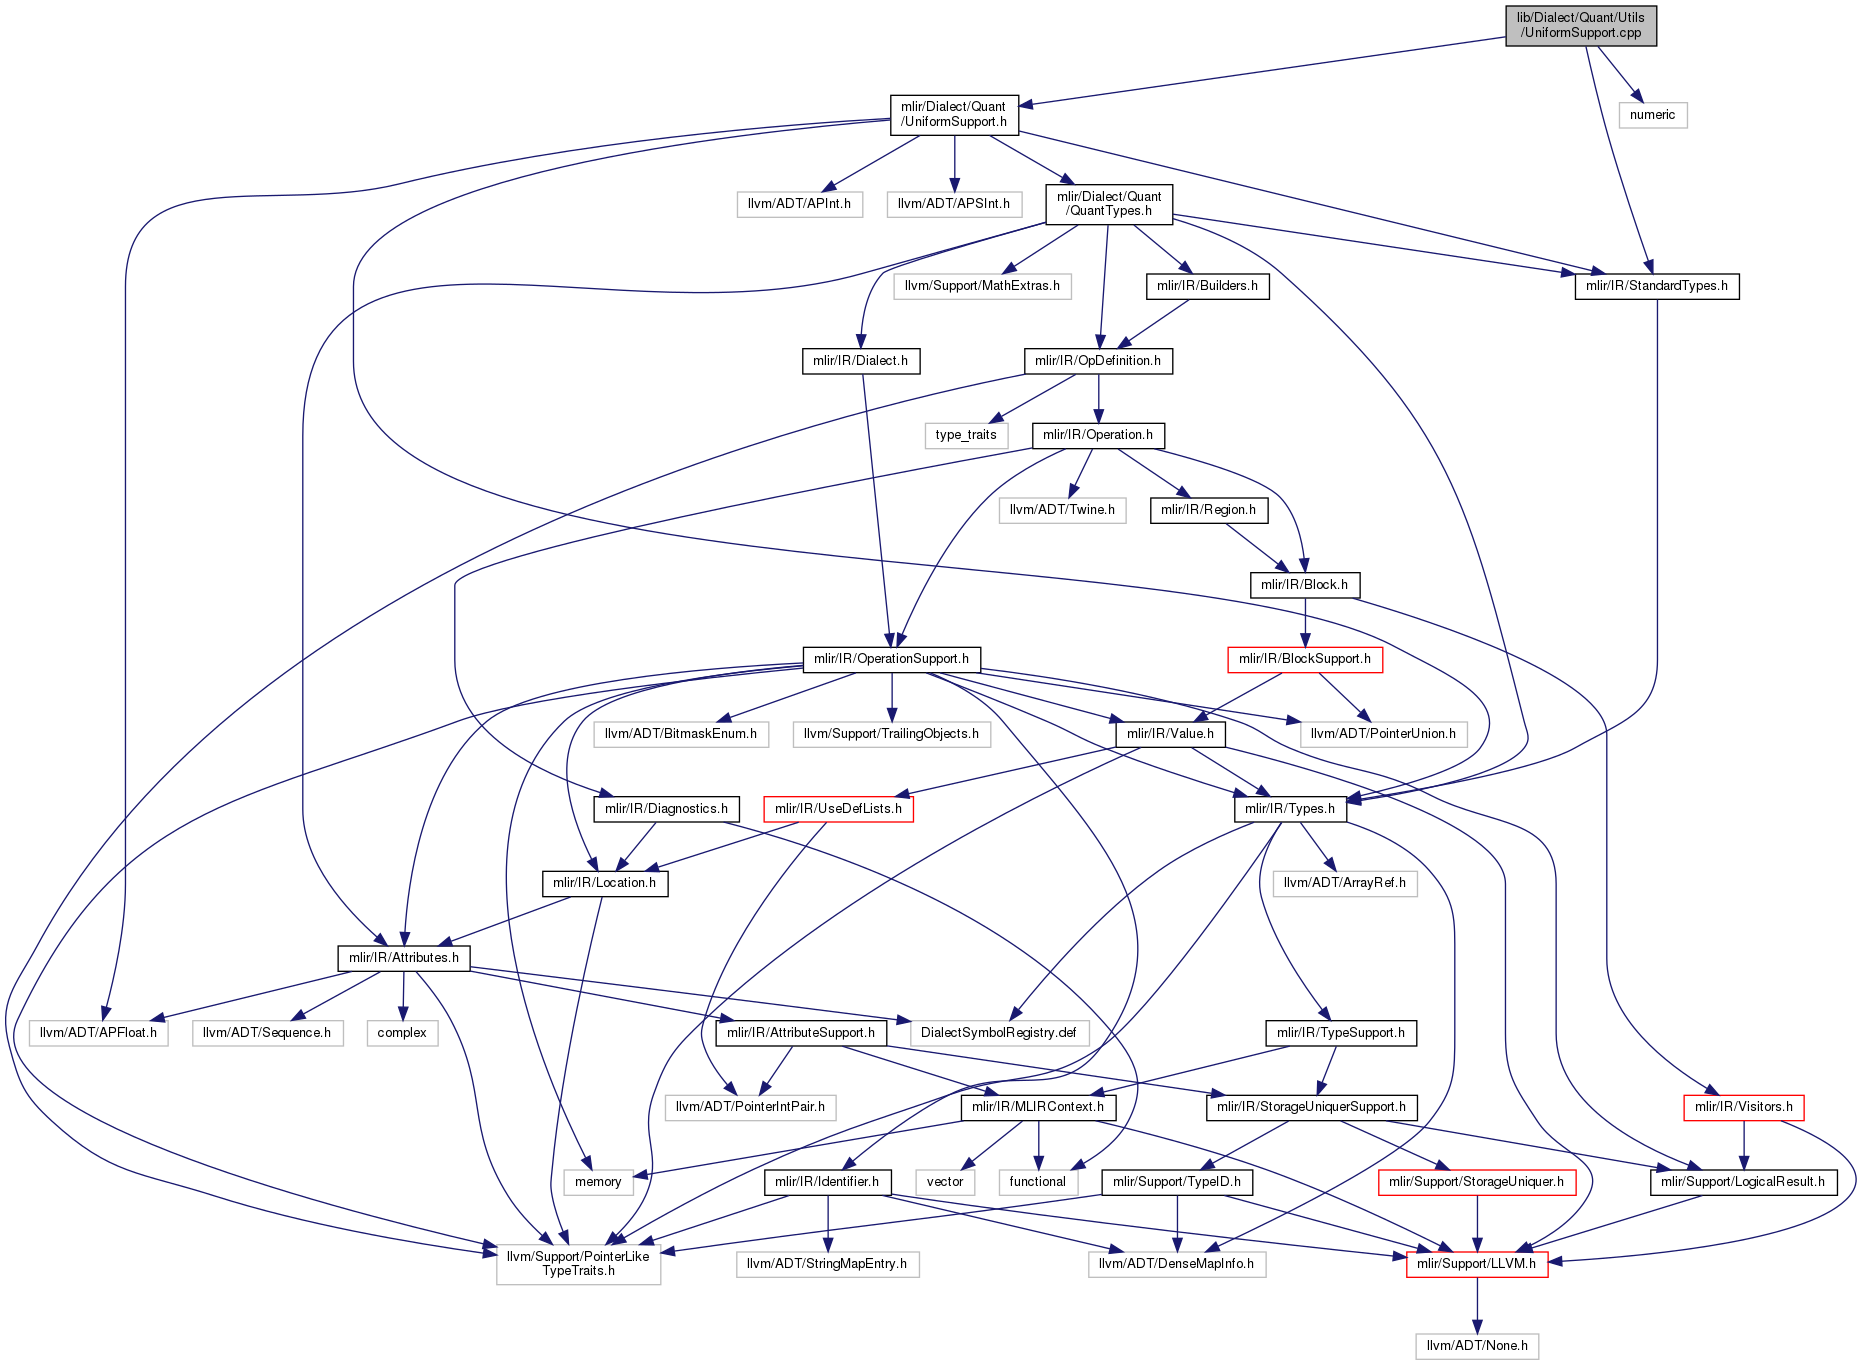 lib/Dialect/Quant/Utils
/UniformSupport.cpp
mlir/Dialect/Quant
/UniformSupport.h
numeric
llvm/ADT/APInt.h
llvm/ADT/APSInt.h
mlir/Dialect/Quant
/QuantTypes.h
llvm/Support/MathExtras.h
mlir/IR/Builders.h
mlir/IR/StandardTypes.h
mlir/IR/Dialect.h
mlir/IR/OpDefinition.h
type_traits
mlir/IR/Operation.h
llvm/ADT/Twine.h
mlir/IR/Region.h
mlir/IR/Block.h
mlir/IR/OperationSupport.h
mlir/IR/BlockSupport.h
llvm/ADT/BitmaskEnum.h
llvm/Support/TrailingObjects.h
mlir/IR/Value.h
llvm/ADT/PointerUnion.h
mlir/IR/Diagnostics.h
mlir/IR/UseDefLists.h
mlir/IR/Types.h
mlir/IR/Location.h
llvm/ADT/ArrayRef.h
mlir/IR/Attributes.h
llvm/ADT/APFloat.h
llvm/ADT/Sequence.h
complex
mlir/IR/AttributeSupport.h
DialectSymbolRegistry.def
mlir/IR/TypeSupport.h
llvm/ADT/PointerIntPair.h
mlir/IR/MLIRContext.h
mlir/IR/StorageUniquerSupport.h
mlir/IR/Visitors.h
memory
mlir/IR/Identifier.h
vector
functional
mlir/Support/TypeID.h
mlir/Support/StorageUniquer.h
mlir/Support/LogicalResult.h
llvm/Support/PointerLike
TypeTraits.h
llvm/ADT/StringMapEntry.h
llvm/ADT/DenseMapInfo.h
mlir/Support/LLVM.h
llvm/ADT/None.h